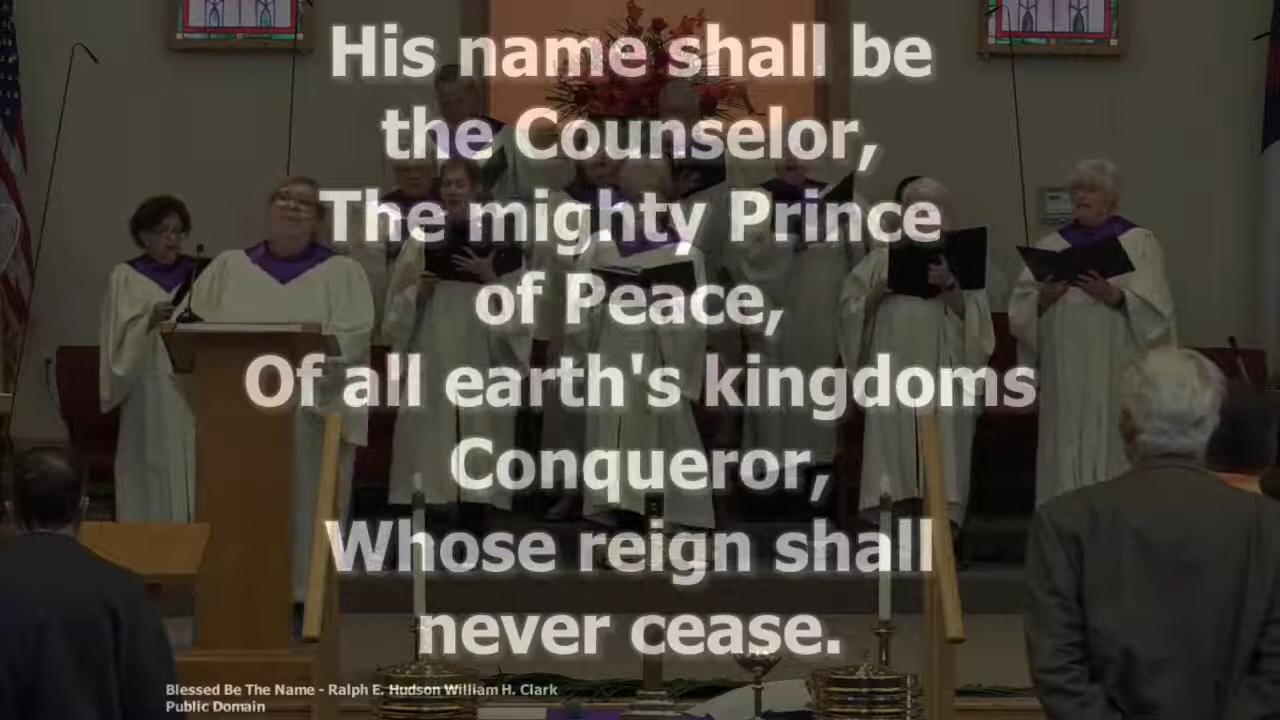 His name shall be
the Counselor,
The mighty Prince
of Peace,
Of all earth's kingdoms
Conqueror,
Whose reign shall
never cease.
Blessed Be The Name - Ralph E. Hudson William H. Clark
Public Domain